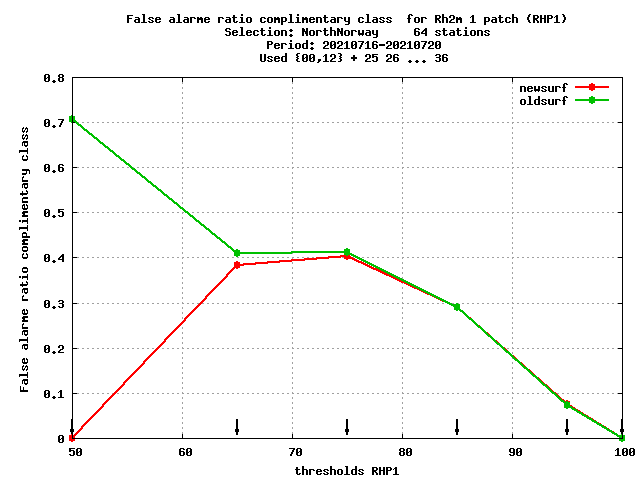 False alarme ratio complimentary class  for Rh2m 1 patch (RHP1)
Selection: NorthNorway     64 stations
Period: 20210716-20210720
Used {00,12} + 25 26 ... 36
newsurf
oldsurf
False alarme ratio complimentary class
0.8
0.7
0.6
0.5
0.4
0.3
0.2
0.1
0
50 60 70 80 90 100
thresholds RHP1